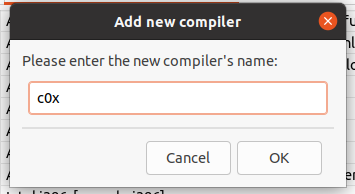 Add new compiler
Please enter the new compiler's name:
c0x
Cancel
OK